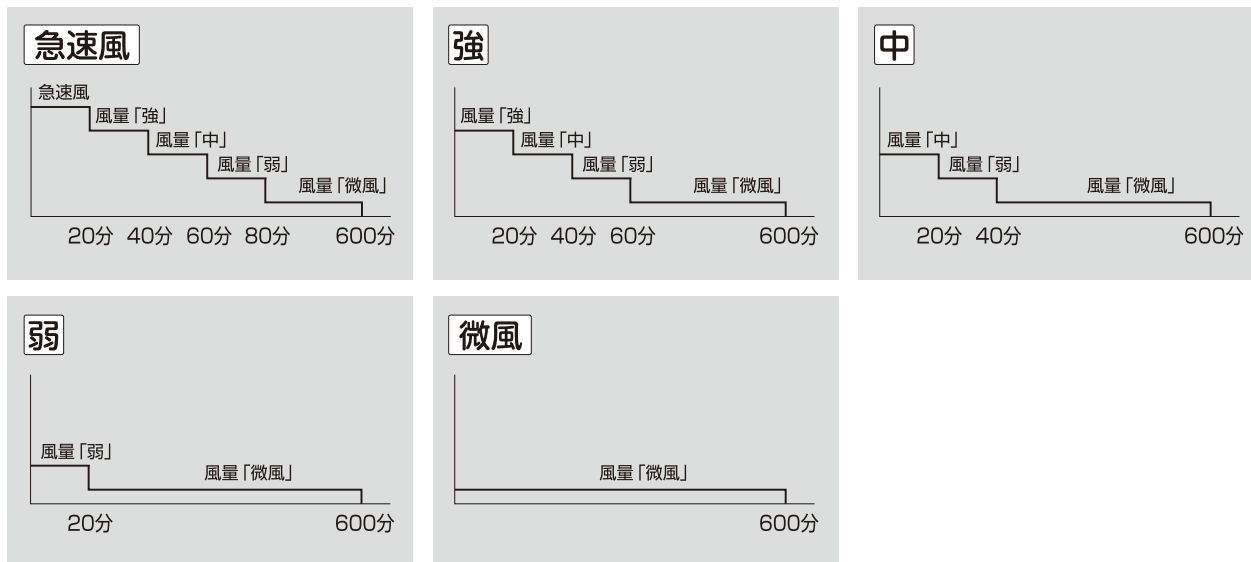 急速風
急速風
風量「強」
風量「中」
風量「弱」
風量「微風」
20分 40分 60分 80分 600分
強
風量「強」
風量「中」
風量「弱」
風量「微風」
20分 40分 60分 600分
中
風量「中」
風量「弱」
風量「微風」
20分 40分 600分
弱
風量「弱」
風量「微風」
20分 600分
微風
風量「微風」
600分